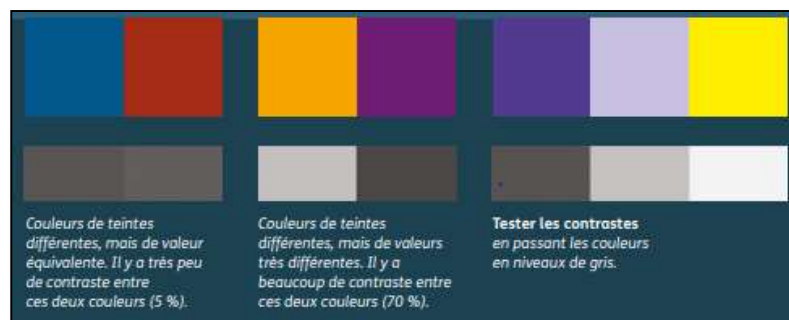 Couleurs de teintes
différentes, mais de valeur
équivalente. Il y a très peu
de contraste entre
ces deux couleurs (5 %).
Couleurs de teintes
différentes, mais de valeurs
très différentes. Il y a
beaucoup de contraste entre
ces deux couleurs (70 %).
Tester les contrastes
en passant les couleurs
en niveaux de gris.